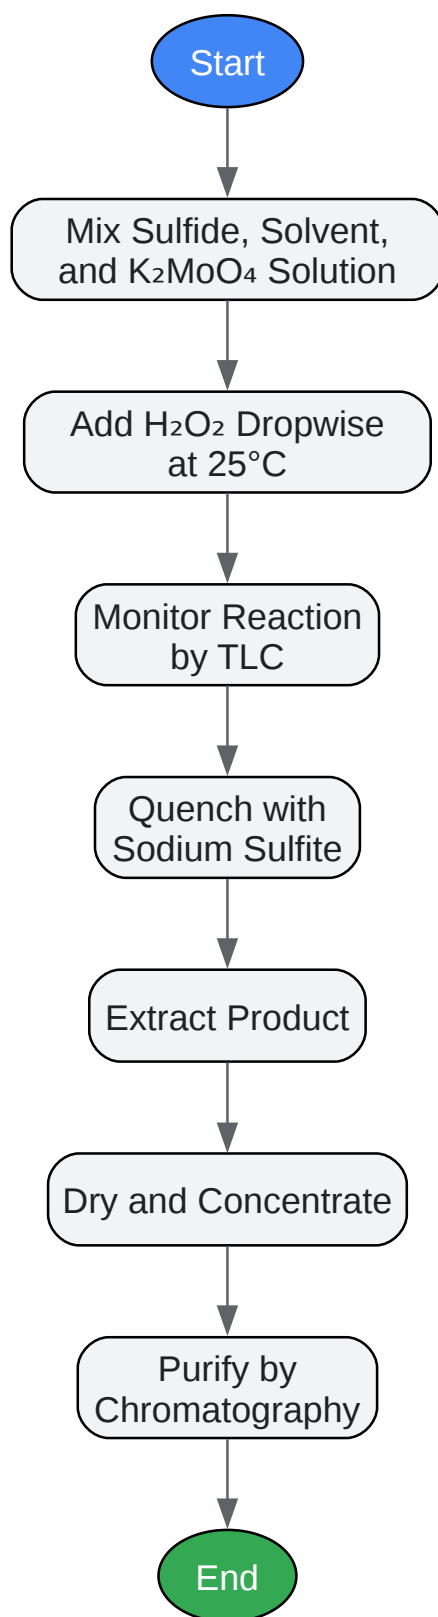 Start
Mix Sulfide, Solvent,
and K₂MoO₄ Solution
Add H₂O₂ Dropwise
at 25°C
Monitor Reaction
by TLC
Quench with
Sodium Sulfite
Extract Product
Dry and Concentrate
Purify by
Chromatography
End